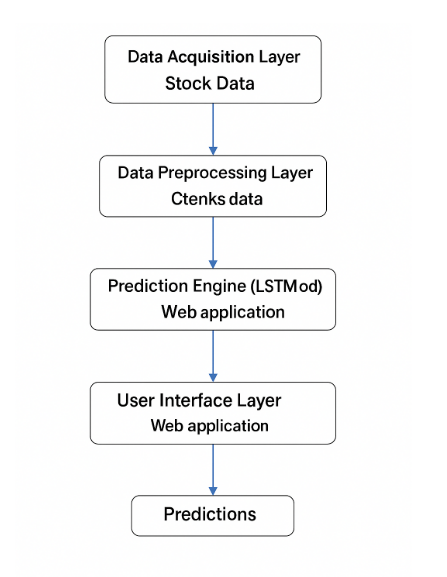 Data Acquisition Layer
Stock Data
Data Preprocessing Layer
Ctenks data
Prediction Engine (LSTMod)
Web application
User Interface Layer
Web application
Predictions